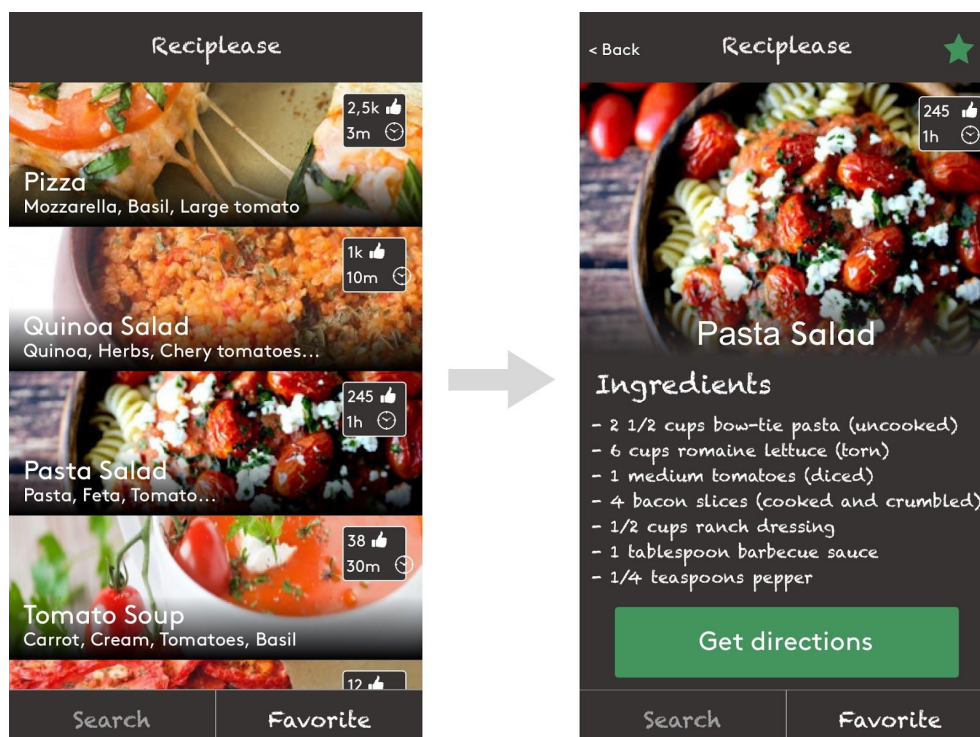 Reciplease
2,5k
3m
Pizza
Mozzarella, Basil, Large tomato
1k
10m
Quinoa Salad
Quinoa, Herbs, Chery tomatoes...
245
1h
Pasta Salad
Pasta, Feta, Tomato...
38
30m
Tomato Soup
Carrot, Cream, Tomatoes, Basil
12
Search
Favorite
< Back
Reciplease
245
1h
Pasta Salad
Ingredients
- 2 1/2 cups bow-tie pasta (uncooked)
- 6 cups romaine lettuce (torn)
- 1 medium tomatoes (diced)
- 4 bacon slices (cooked and crumbled)
- 1/2 cups ranch dressing
- 1 tablespoon barbecue sauce
- 1/4 teaspoons pepper
Get directions
Search
Favorite